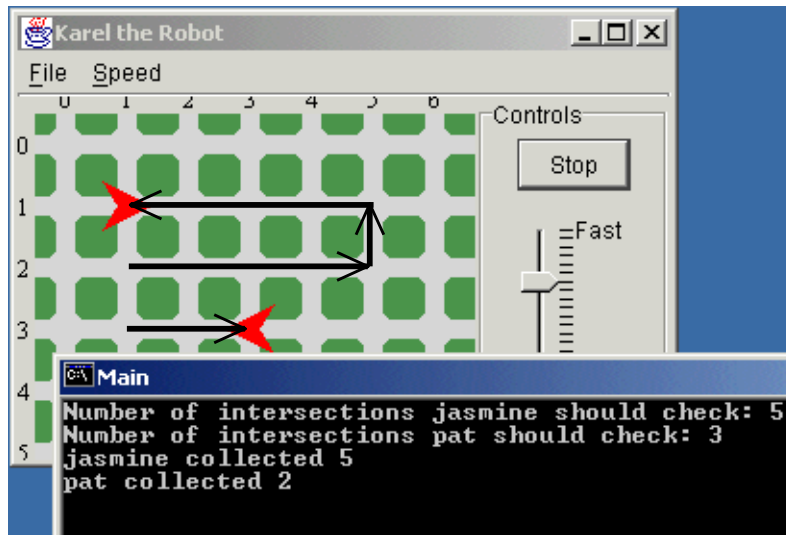 Karel the Robot
File Speed
0 1 2 3 4 5 6
Controls
0
Stop
1
Fast
2
3
Main
4
Number of intersections jasmine should check: 5
Number of intersections pat should check: 3
5
jasmine collected 5
pat collected 2